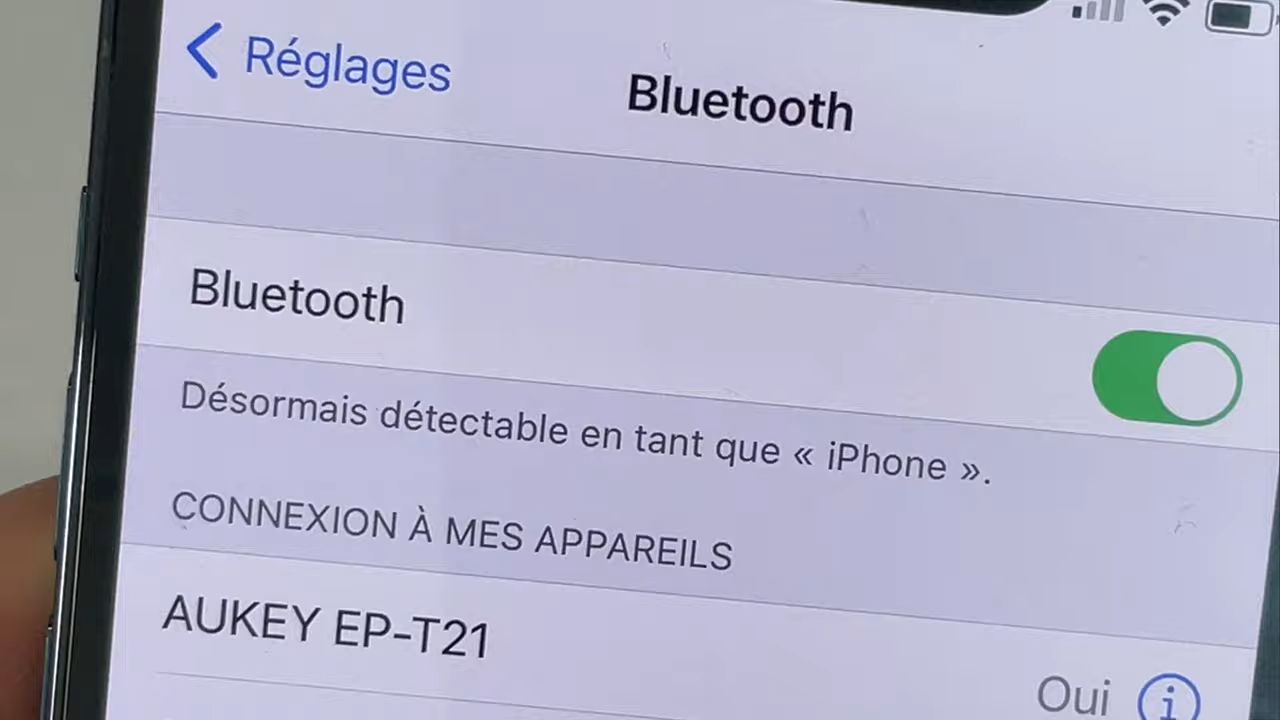 Réglages
Bluetooth
Bluetooth
Désormais détectable en tant que « iPhone ».
CONNEXION À MES APPAREILS
AUKEY EP-T21
Oui